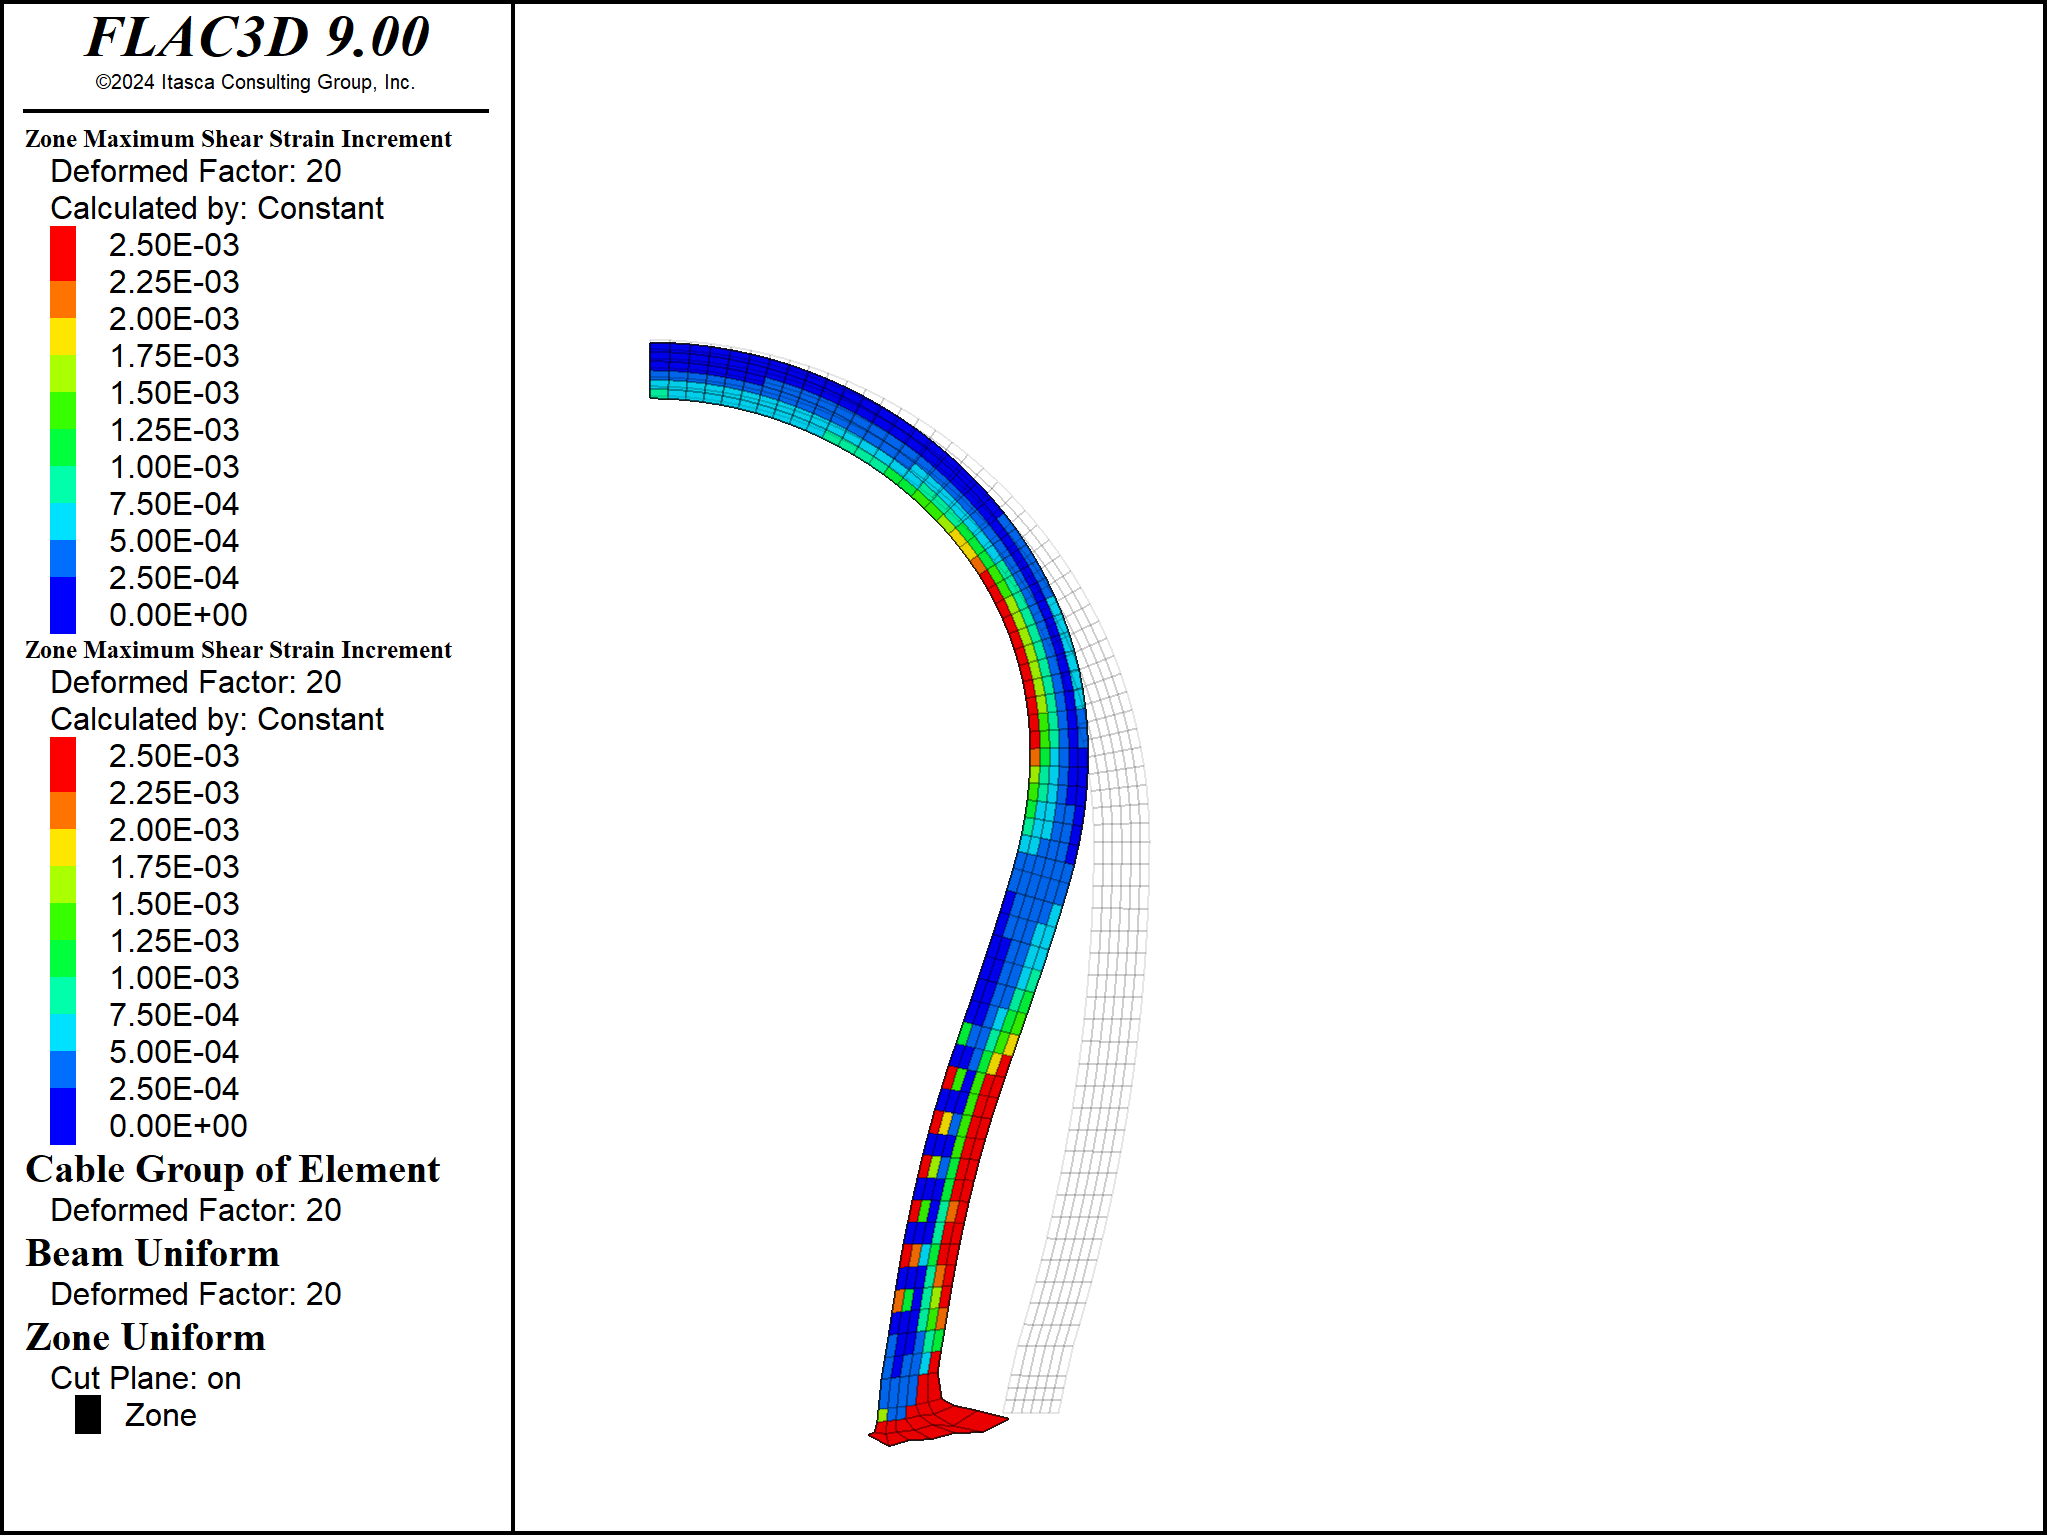 FLAC3D 9.00
©2024 Itasca Consulting Group, Inc.
Zone Maximum Shear Strain Increment
Deformed Factor: 20
Calculated by: Constant
2.50E-03
2.25E-03
2.00E-03
1.75E-03
1.50E-03
1.25E-03
1.00E-03
7.50E-04
5.00E-04
2.50E-04
0.00E+00
Zone Maximum Shear Strain Increment
Deformed Factor: 20
Calculated by: Constant
2.50E-03
2.25E-03
2.00E-03
1.75E-03
1.50E-03
1.25E-03
1.00E-03
7.50E-04
5.00E-04
2.50E-04
0.00E+00
Cable Group of Element
Deformed Factor: 20
Beam Uniform
Deformed Factor: 20
Zone Uniform
Cut Plane: on
Zone